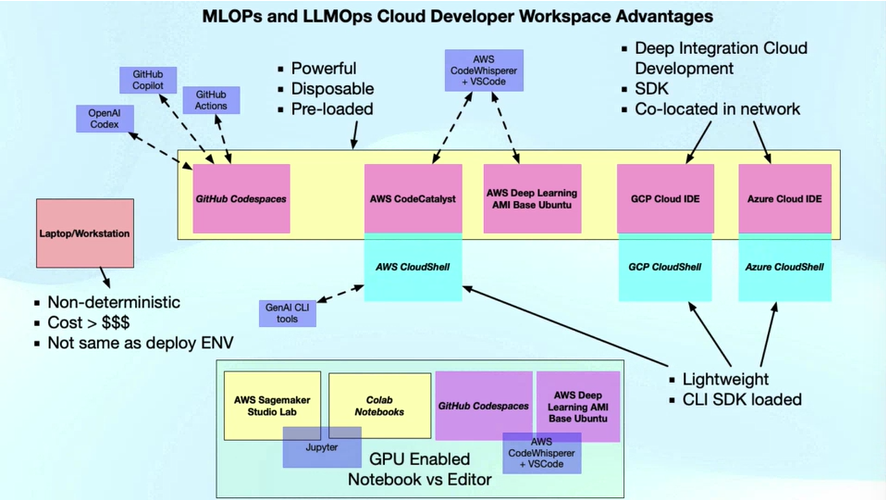 MLOPs and LLMOps Cloud Developer Workspace Advantages
GitHub
Copilot
GitHub
Actions
OpenAI
Codex
▪ Powerful
▪ Disposable
▪ Pre-loaded
AWS
CodeWhisperer
+ VSCode
▪ Deep Integration Cloud
Development
▪ SDK
▪ Co-located in network
GitHub Codespaces
AWS CodeCatalyst
AWS Deep Learning
AMI Base Ubuntu
GCP Cloud IDE
Azure Cloud IDE
Laptop/Workstation
AWS CloudShell
GCP CloudShell
Azure CloudShell
▪ Non-deterministic
▪ Cost > $$$
▪ Not same as deploy ENV
GenAI CLI
tools
▪ Lightweight
▪ CLI SDK loaded
AWS Sagemaker
Studio Lab
Colab
Notebooks
GitHub Codespaces
AWS Deep
Learning AMI
Base Ubuntu
Jupyter
AWS
CodeWhisperer
+ VSCode
GPU Enabled
Notebook vs Editor